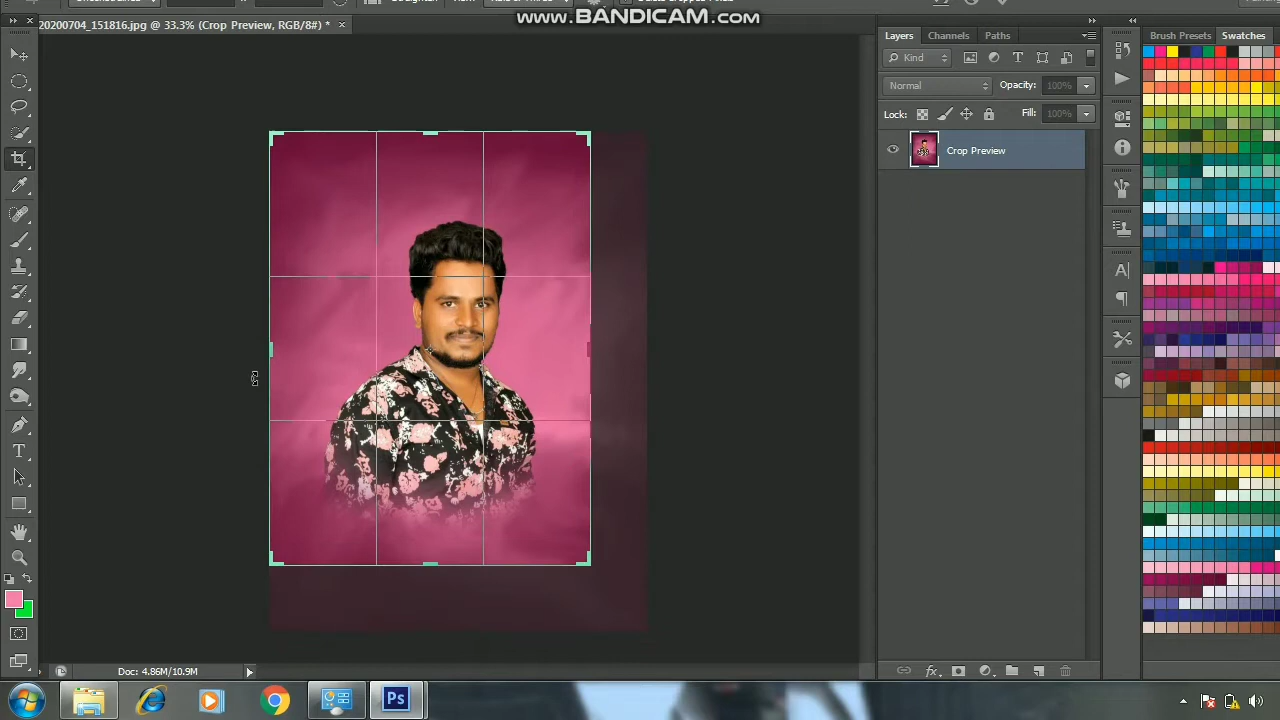 WWW.BANDICAM.COM
20200704_151816.jpg @ 33.3% (Crop Preview, RGB/8#) *
Layers Channels Paths
Brush Presets Swatches
Kind
Normal
Opacity: 100%
Lock:
Fill: 100%
Crop Preview
Doc: 4.86M/10.9M
Ps